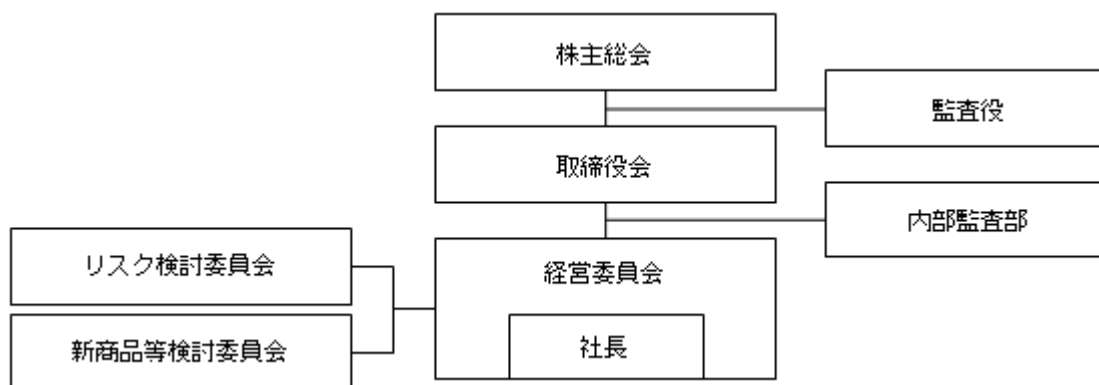 株主総会
監査役
取締役会
内部監査部
リスク検討委員会
経営委員会
新商品等検討委員会
社長